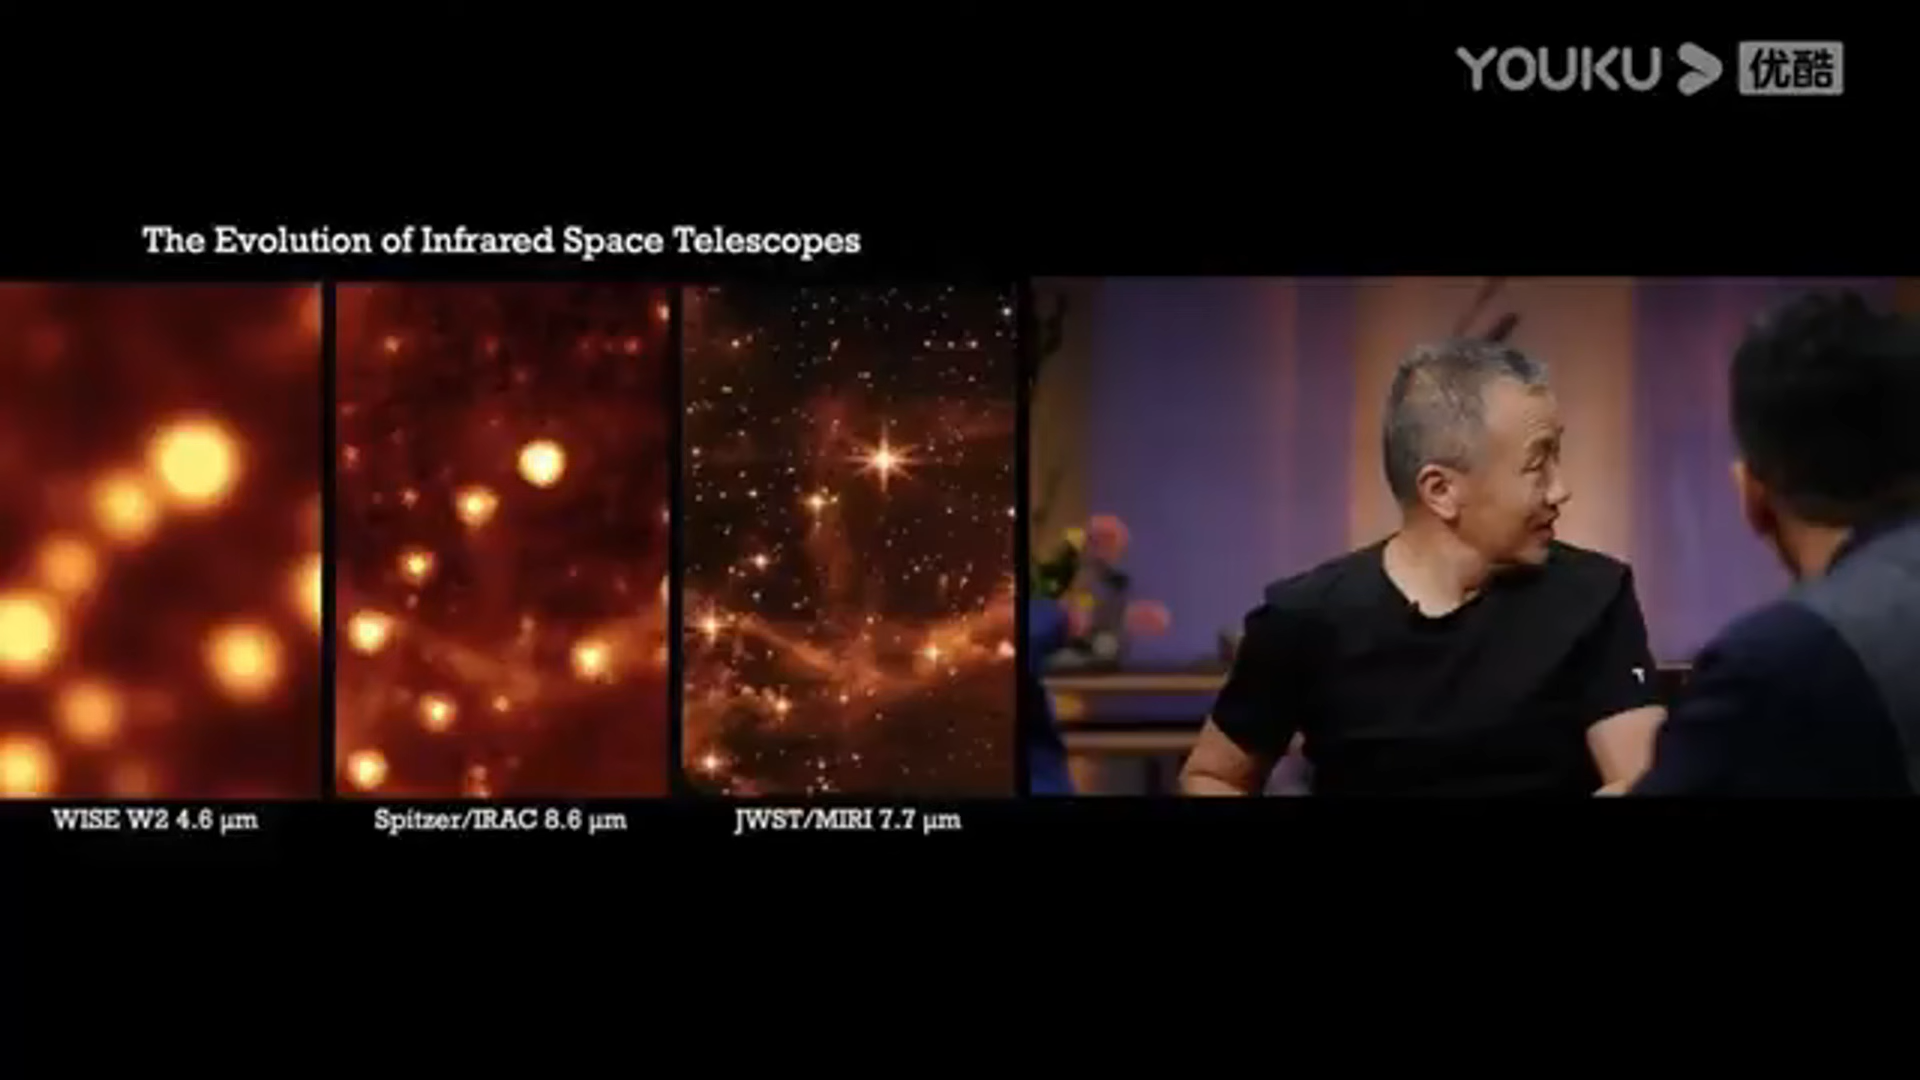 YOUKU 优酷
The Evolution of Infrared Space Telescopes
WISE W2 4.6 µm
Spitzer/IRAC 8.6 µm
JWST/MIRI 7.7 µm